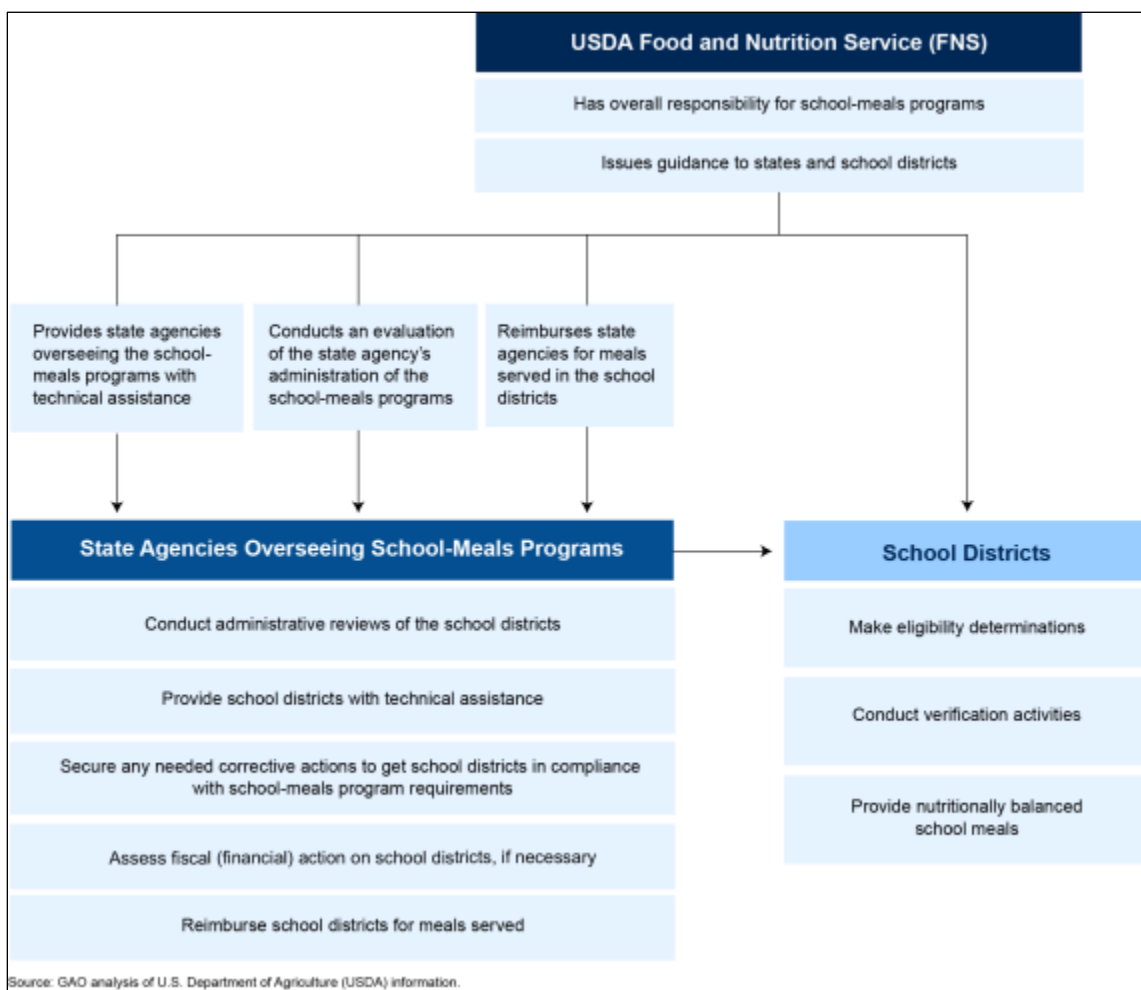 USDA Food and Nutrition Service (FNS)
Has overall responsibility for school-meals programs
Issues guidance to states and school districts
Provides state agencies
overseeing the school-
meals programs with
technical assistance
Conducts an evaluation
of the state agency's
administration of the
school-meals programs
Reimburses state
agencies for meals
served in the school
districts
State Agencies Overseeing School-Meals Programs
Conduct administrative reviews of the school districts
Provide school districts with technical assistance
Secure any needed corrective actions to get school districts in compliance
with school-meals program requirements
Assess fiscal (financial) action on school districts, if necessary
Reimburse school districts for meals served
School Districts
Make eligibility determinations
Conduct verification activities
Provide nutritionally balanced
school meals
Source: GAO analysis of U.S. Department of Agriculture (USDA) information.